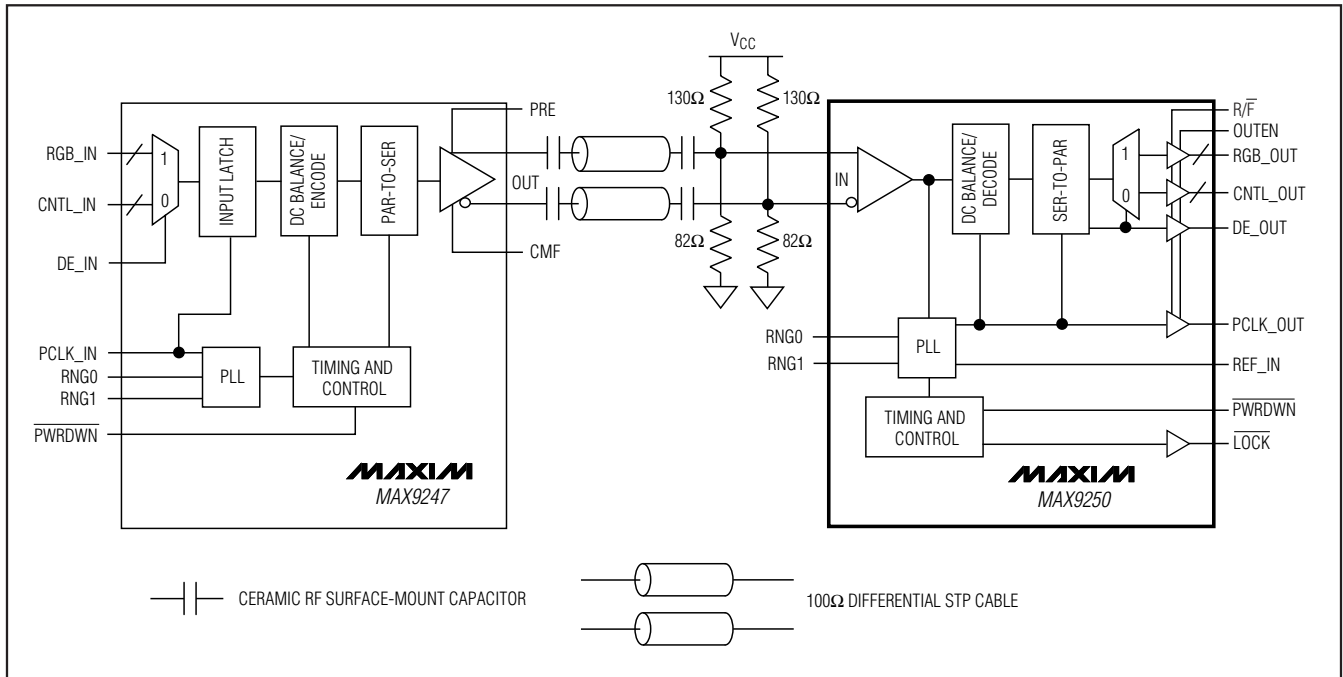 VCC
130Ω
130Ω
PRE
R/F̅
OUTEN
RGB_IN
1
0
INPUT LATCH
DC BALANCE/
ENCODE
PAR-TO-SER
OUT
IN
DC BALANCE/
DECODE
SER-TO-PAR
1
0
RGB_OUT
CNTL_IN
CNTL_OUT
DE_OUT
82Ω
82Ω
CMF
DE_IN
PCLK_IN
RNG0
RNG1
PLL
TIMING AND
CONTROL
P̅W̅R̅D̅W̅N̅
RNG0
RNG1
PLL
PCLK_OUT
REF_IN
TIMING AND
CONTROL
P̅W̅R̅D̅W̅N̅
L̅O̅C̅K̅
MAXIM
MAX9247
MAXIM
MAX9250
CERAMIC RF SURFACE-MOUNT CAPACITOR
100Ω DIFFERENTIAL STP CABLE